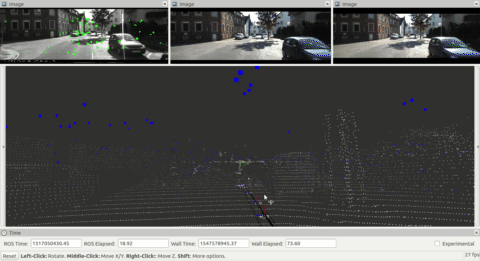 Image
Image
Image
Time
ROS Time: 1317050430.45 ROS Elapsed: 18.92 Wall Time: 1547578945.37 Wall Elapsed: 73.60 Experimental
Reset Left-Click: Rotate. Middle-Click: Move X/Y. Right-Click: Move Z. Shift: More options. 27 fps